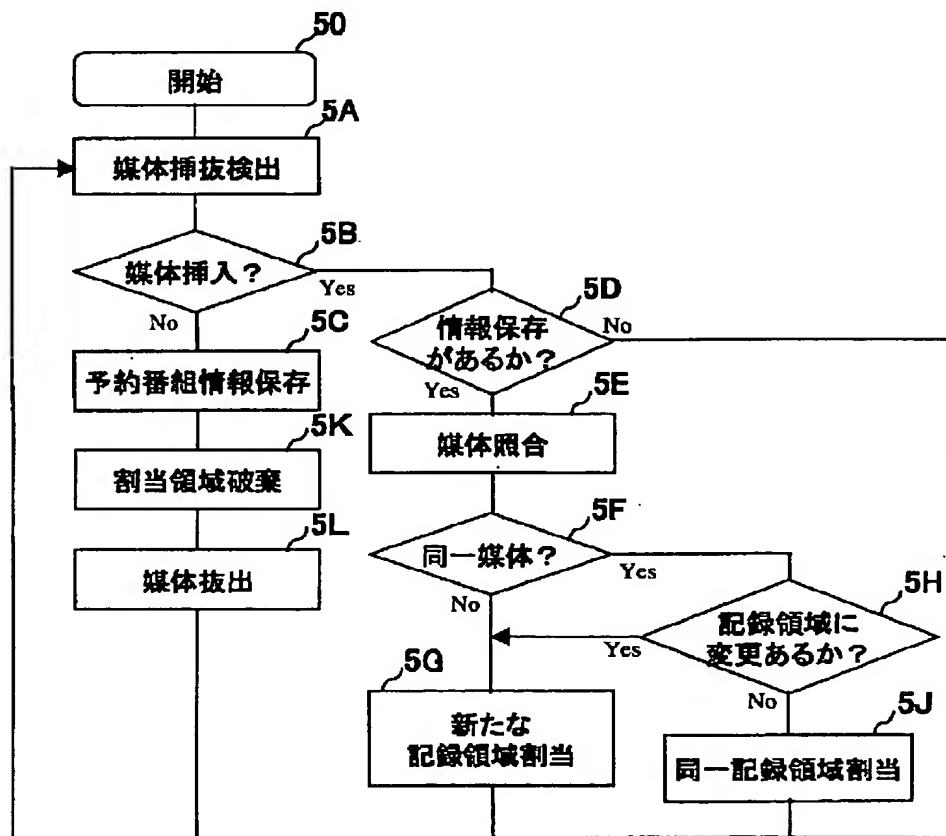 50
開始
5A
媒体挿抜検出
5B
媒体挿入？
Yes
No
5C
予約番組情報保存
5K
割当領域破棄
5L
媒体抜出
5D
情報保存
があるか？
No
Yes
5E
媒体照合
5F
同一媒体？
Yes
No
5H
記録領域に
変更あるか？
Yes
No
5G
新たな
記録領域割当
5J
同一記録領域割当